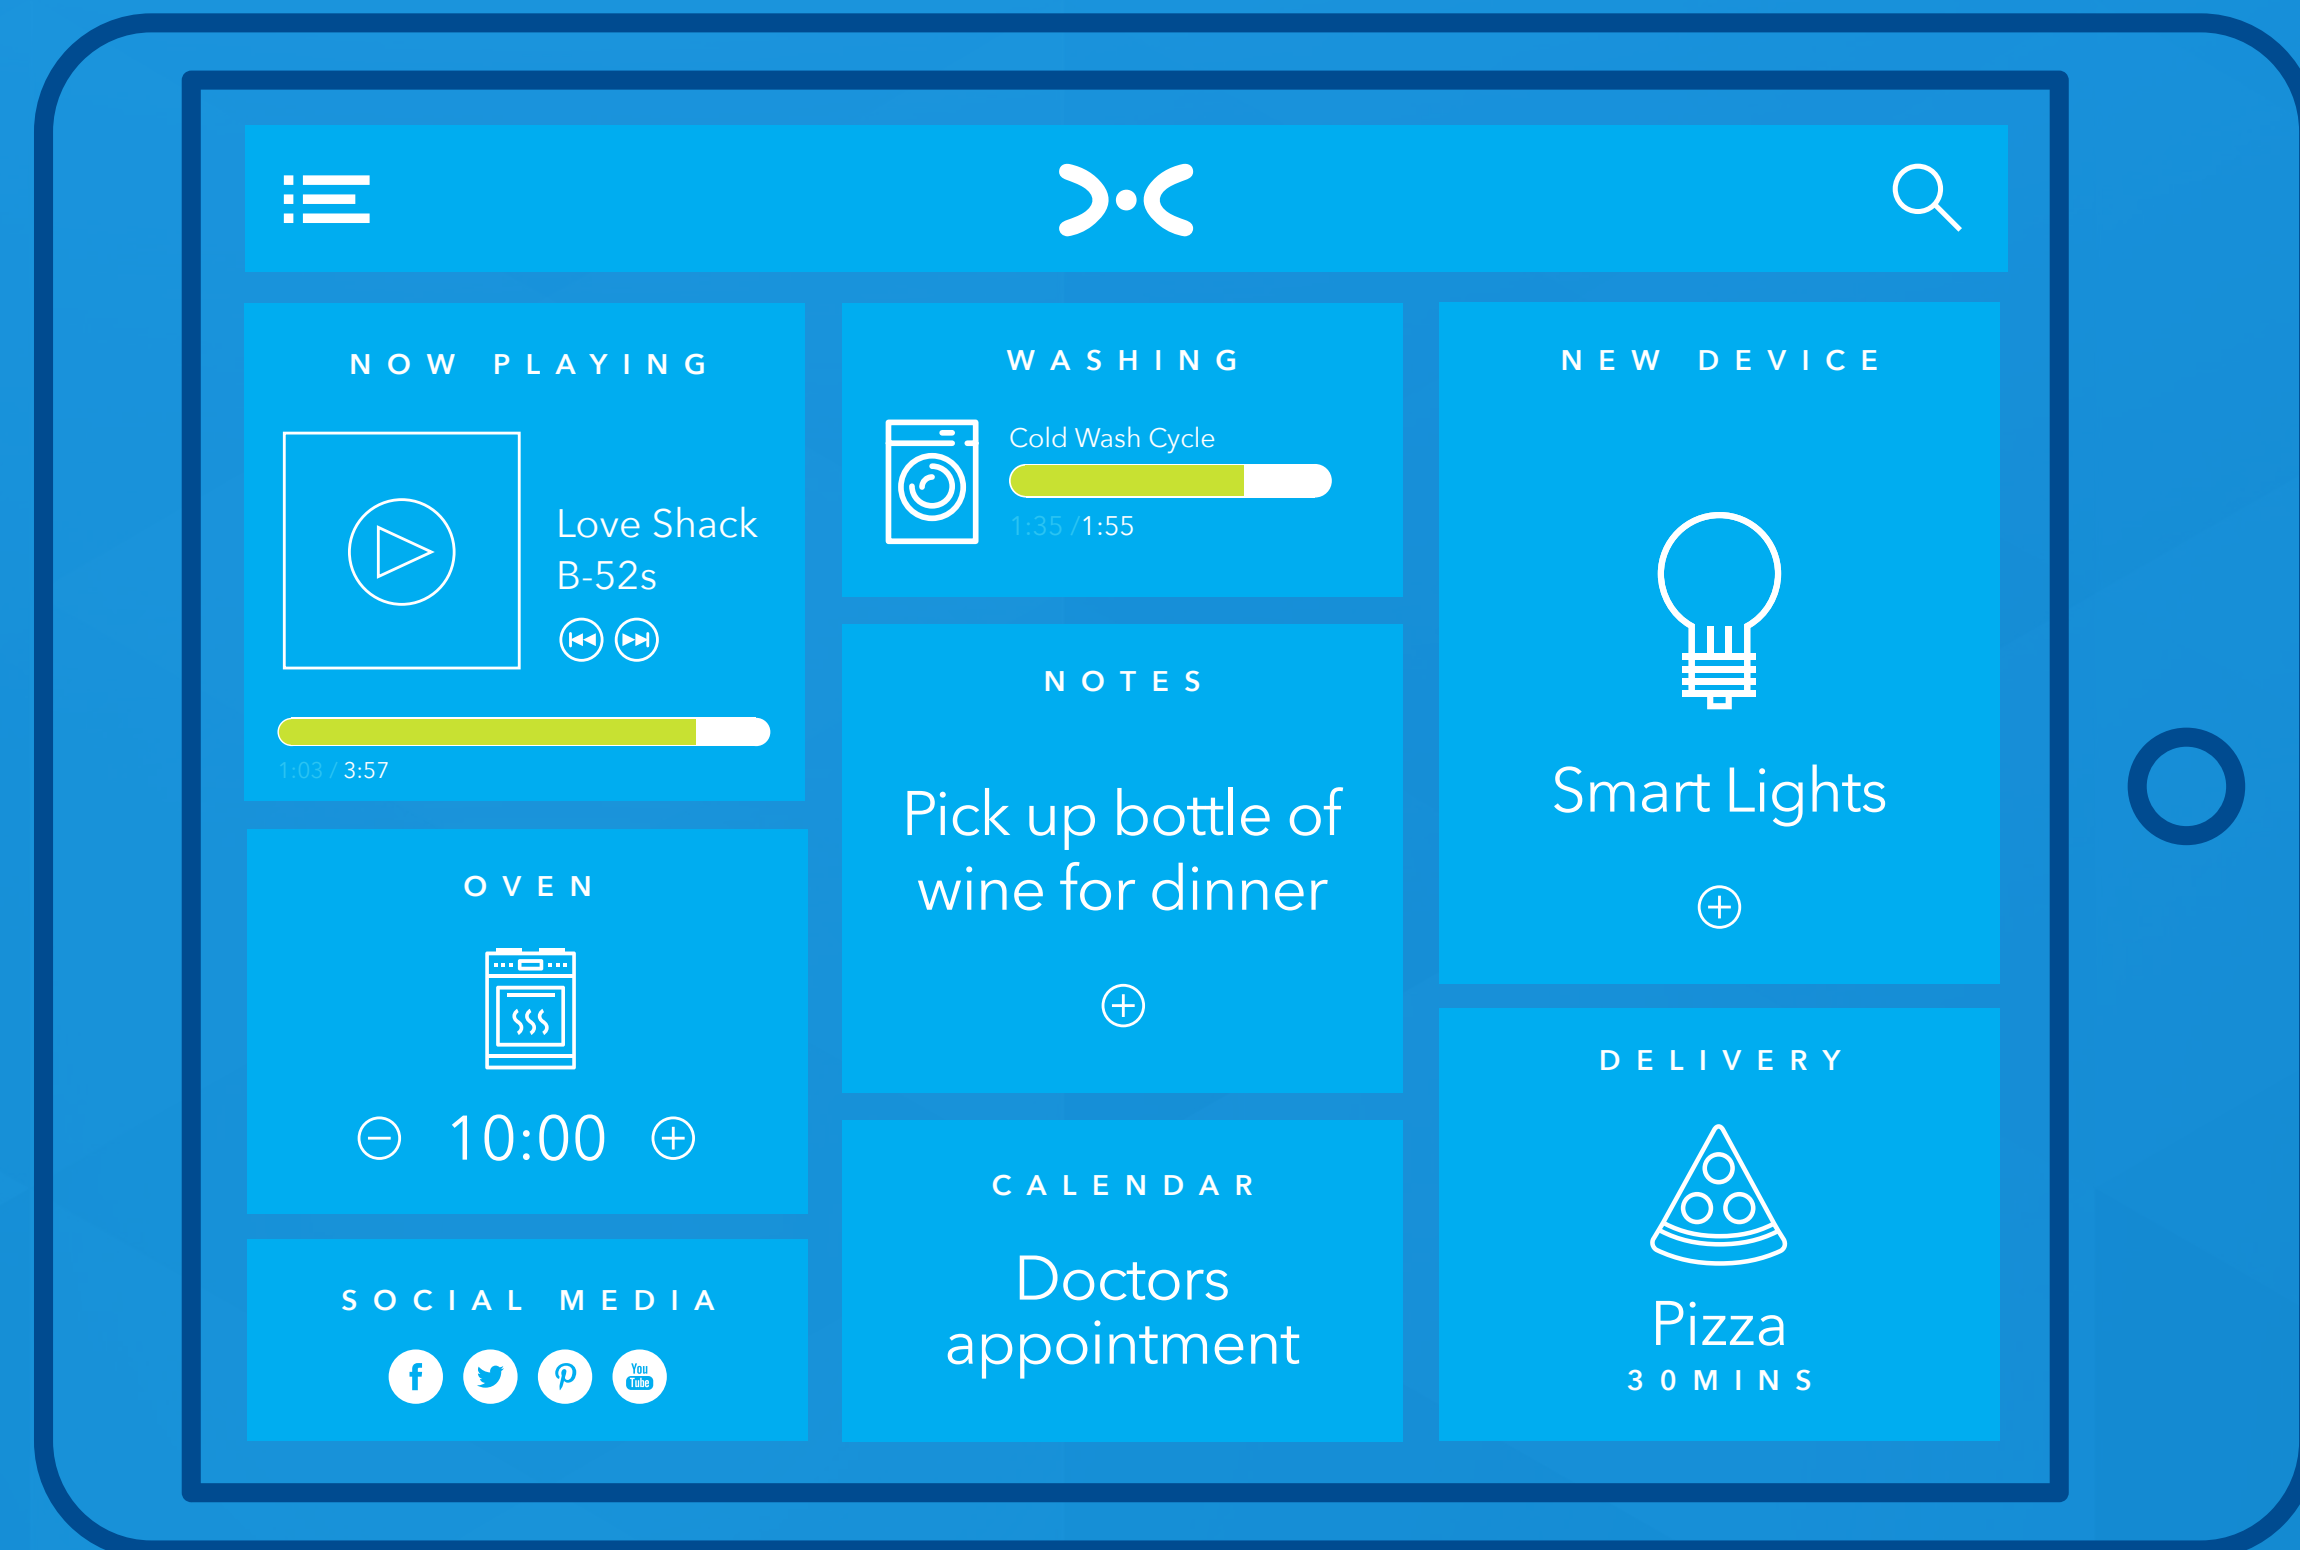 NOW PLAYING
Love Shack
B-52s
1:03 / 3:57
OVEN
10:00
SOCIAL MEDIA
f
You
Tube
WASHING
Cold Wash Cycle
1:35 /1:55
NOTES
Pick up bottle of
wine for dinner
CALENDAR
Doctors
appointment
NEW DEVICE
Smart Lights
DELIVERY
Pizza
30MINS